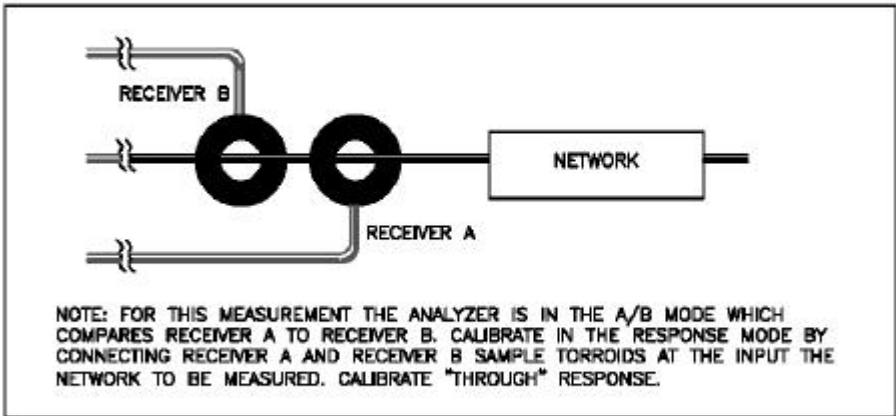 RECEIVER B
NETWORK
RECEIVER A
NOTE: FOR THIS MEASUREMENT THE ANALYZER IS IN THE A/B MODE WHICH
COMPARES RECEIVER A TO RECEIVER B. CALIBRATE IN THE RESPONSE MODE BY
CONNECTING RECEIVER A AND RECEIVER B SAMPLE TORROIDS AT THE INPUT THE
NETWORK TO BE MEASURED. CALIBRATE "THROUGH" RESPONSE.